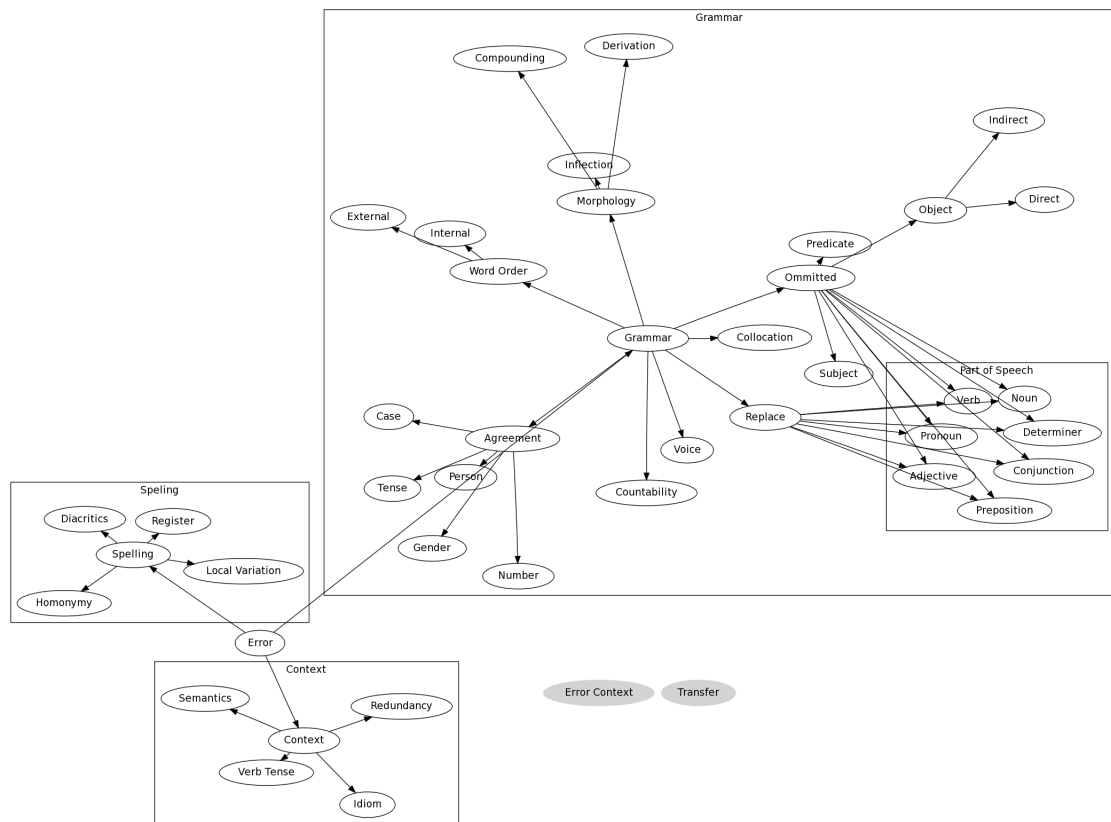 Grammar
Derivation
Compounding
Indirect
Inflection
Morphology
Direct
Object
External
Internal
Predicate
Word Order
Ommitted
Grammar
Collocation
Subject
Part of Speech
Verb
Noun
Case
Replace
Determiner
Agreement
Pronoun
Voice
Conjunction
Person
Adjective
Tense
Countability
Speling
Preposition
Diacritics
Register
Gender
Spelling
Local Variation
Number
Homonymy
Error
Context
Error Context
Transfer
Semantics
Redundancy
Context
Verb Tense
Idiom